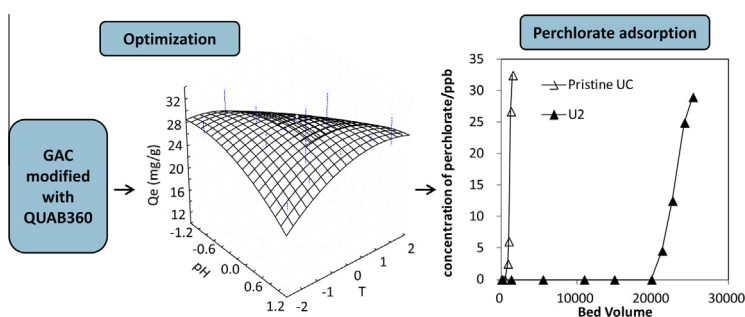 Optimization
Perchlorate adsorption
GAC
modified
with
QUAB360
Qe (mg/g)
32
28
24
20
16
12
-1.2
-0.6
0.0
0.6
1.2
pH
-2
-1
0
1
2
T
concentration of perchlorate/ppb
35
30
25
20
15
10
5
0
Pristine UC
U2
0
10000
20000
30000
Bed Volume